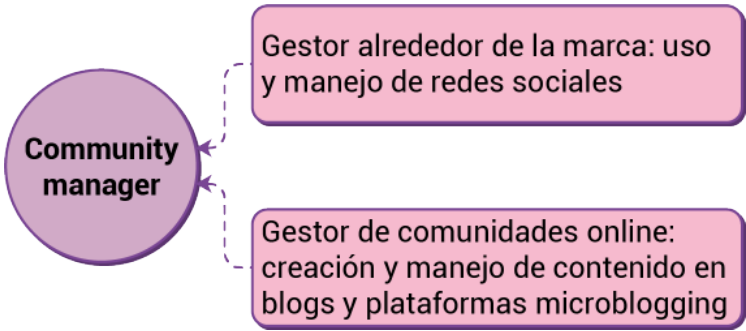 Community
manager
Gestor alrededor de la marca: uso
y manejo de redes sociales
Gestor de comunidades online:
creación y manejo de contenido en
blogs y plataformas microblogging